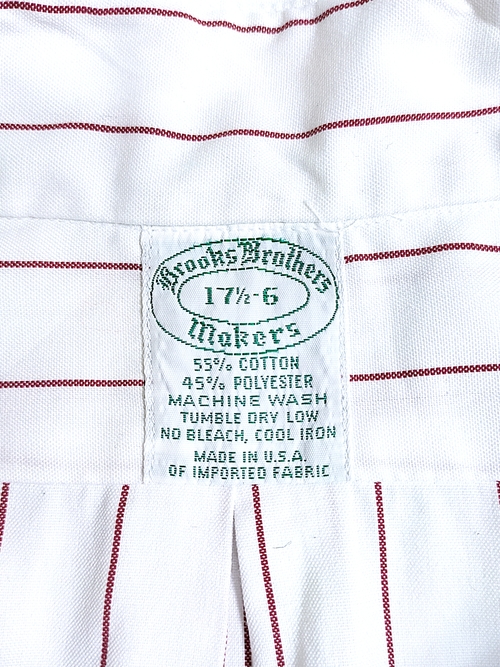 Brooks Brothers
17½-6
Makers
55% COTTON
45% POLYESTER
MACHINE WASH
TUMBLE DRY LOW
NO BLEACH, COOL IRON
MADE IN U.S.A.
OF IMPORTED FABRIC